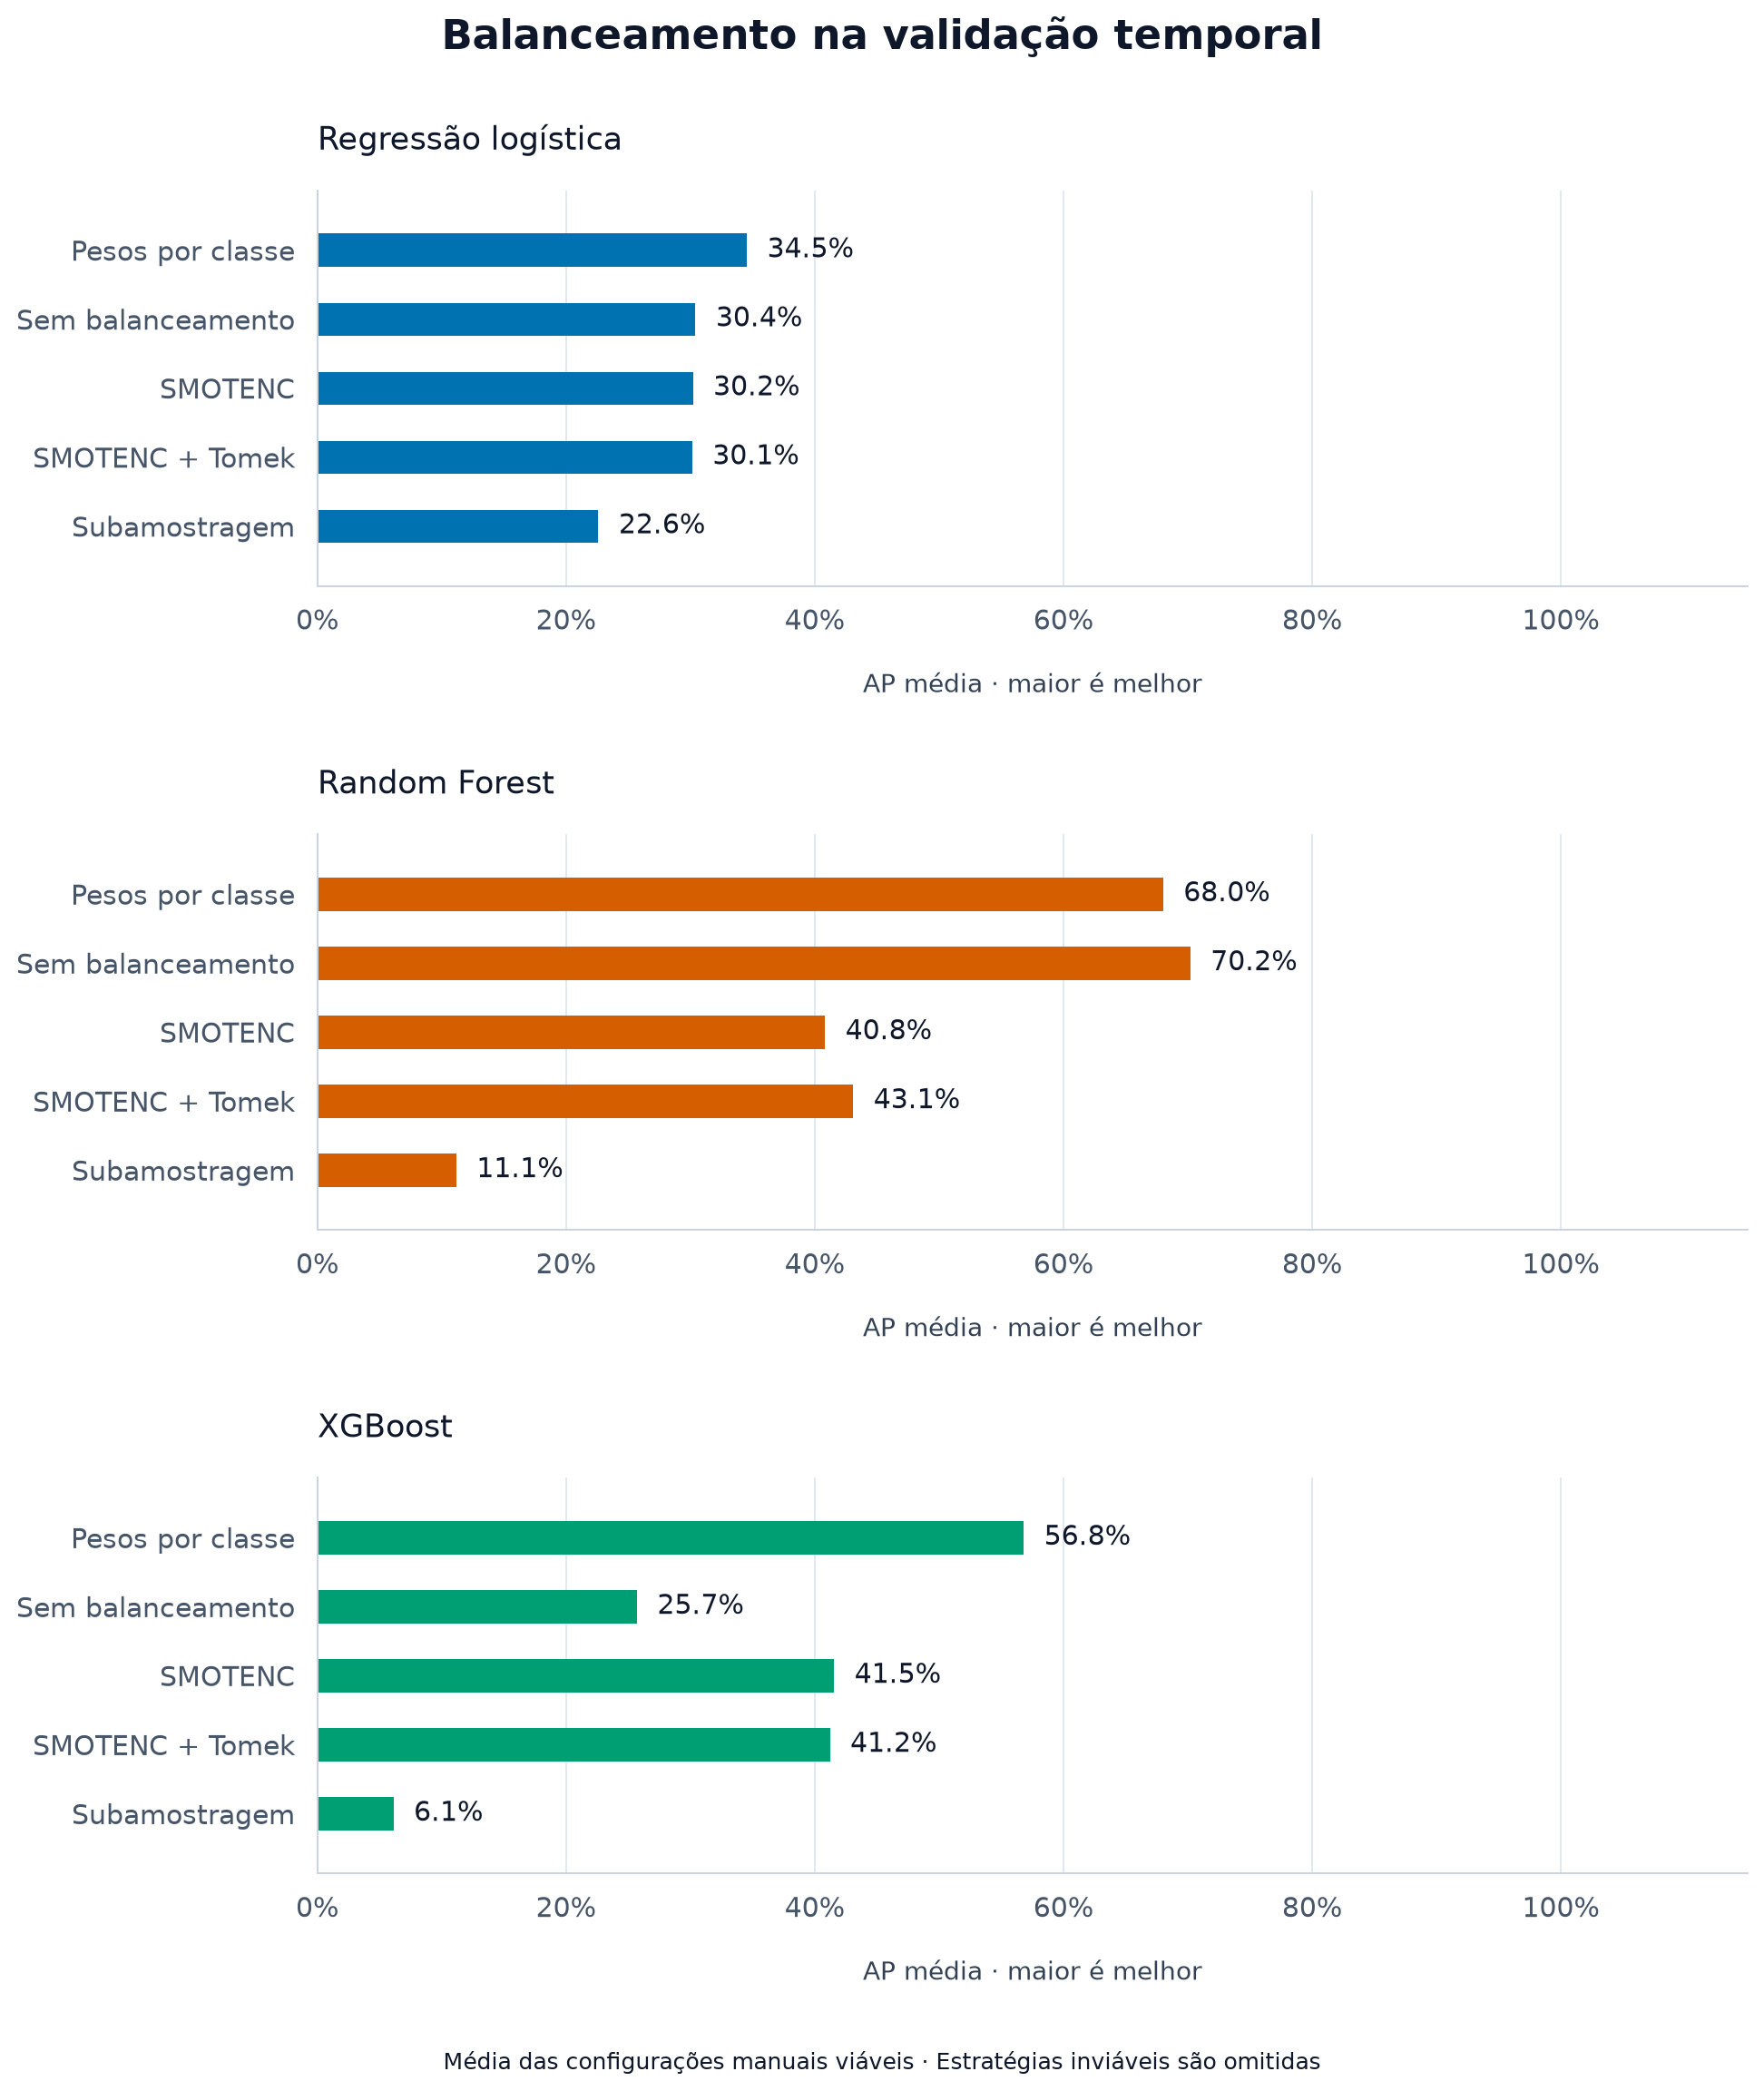 Balanceamento na validação temporal
Regressão logística
Pesos por classe 34.5%
Sem balanceamento 30.4%
SMOTENC 30.2%
SMOTENC + Tomek 30.1%
Subamostragem 22.6%
0% 20% 40% 60% 80% 100%
AP média · maior é melhor
Random Forest
Pesos por classe 68.0%
Sem balanceamento 70.2%
SMOTENC 40.8%
SMOTENC + Tomek 43.1%
Subamostragem 11.1%
0% 20% 40% 60% 80% 100%
AP média · maior é melhor
XGBoost
Pesos por classe 56.8%
Sem balanceamento 25.7%
SMOTENC 41.5%
SMOTENC + Tomek 41.2%
Subamostragem 6.1%
0% 20% 40% 60% 80% 100%
AP média · maior é melhor
Média das configurações manuais viáveis · Estratégias inviáveis são omitidas